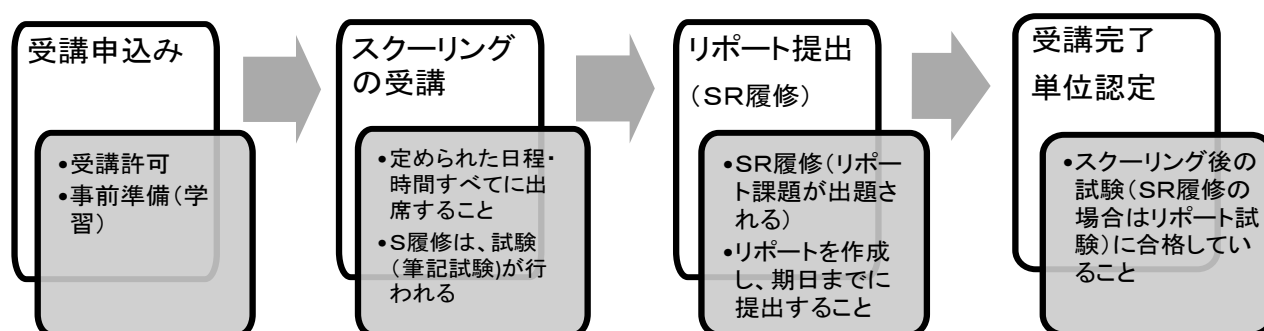 受講申込み
•受講許可
•事前準備(学
習)
スクーリング
の受講
•定められた日程・
時間すべてに出
席すること
•S履修は、試験
(筆記試験)が行
われる
リポート提出
(SR履修)
•SR履修(リポー
ト課題が出題さ
れる)
•リポートを作成
し、期日までに
提出すること
受講完了
単位認定
•スクーリング後の
試験(SR履修の
場合はリポート試
験)に合格してい
ること